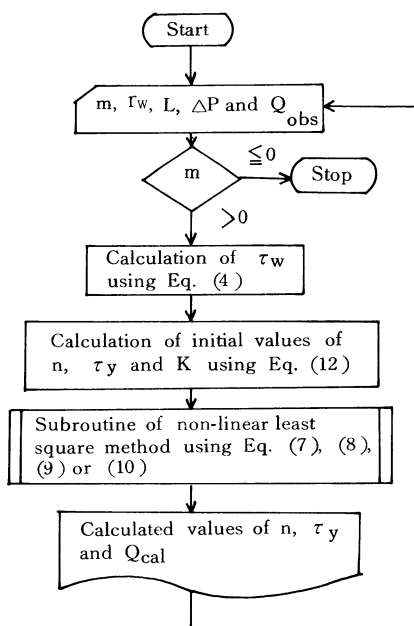 Start
m, rw, L, △P and Q
obs
m
≦0
Stop
>0
Calculation of τw
using Eq. (4)
Calculation of initial values of
n, τy and K using Eq. (12)
Subroutine of non-linear least
square method using Eq. (7), (8),
(9) or (10)
Calculated values of n, τy
and Qcal